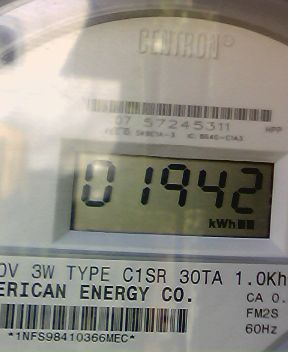 CENTRON®
07 57245311
HPP
01942
kWh
0V 3W TYPE C1SR 30TA 1.0Kh
ERICAN ENERGY CO.
CA 0.
FM2S
60Hz
*1NFS98410366MEC*